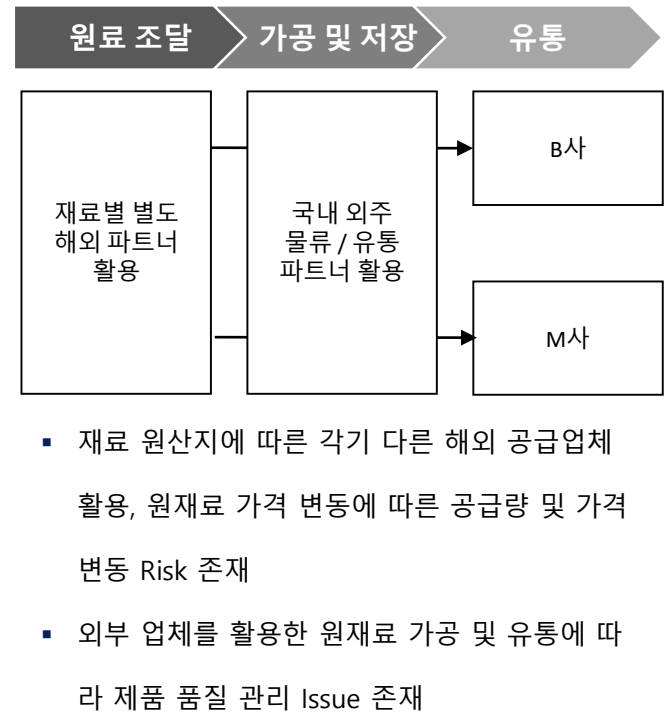 원료 조달
가공 및 저장
유통
재료별 별도
해외 파트너
활용
국내 외주
물류 / 유통
파트너 활용
B사
M사
▪ 재료 원산지에 따른 각기 다른 해외 공급업체
활용, 원재료 가격 변동에 따른 공급량 및 가격
변동 Risk 존재
▪ 외부 업체를 활용한 원재료 가공 및 유통에 따
라 제품 품질 관리 Issue 존재